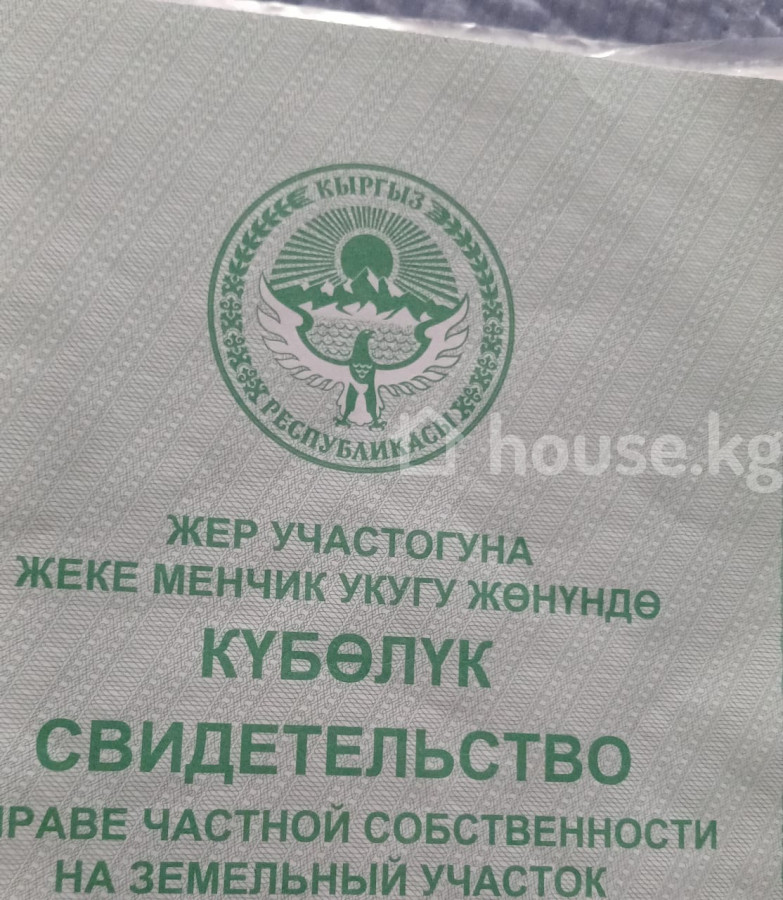 КЫРГЫЗ
РЕСПУБЛИКАСЫ
house.kg
ЖЕР УЧАСТОГУНА
ЖЕКЕ МЕНЧИК УКУГУ ЖӨНҮНДӨ
КҮБӨЛҮК
СВИДЕТЕЛЬСТВО
ПРАВЕ ЧАСТНОЙ СОБСТВЕННОСТИ
НА ЗЕМЕЛЬНЫЙ УЧАСТОК